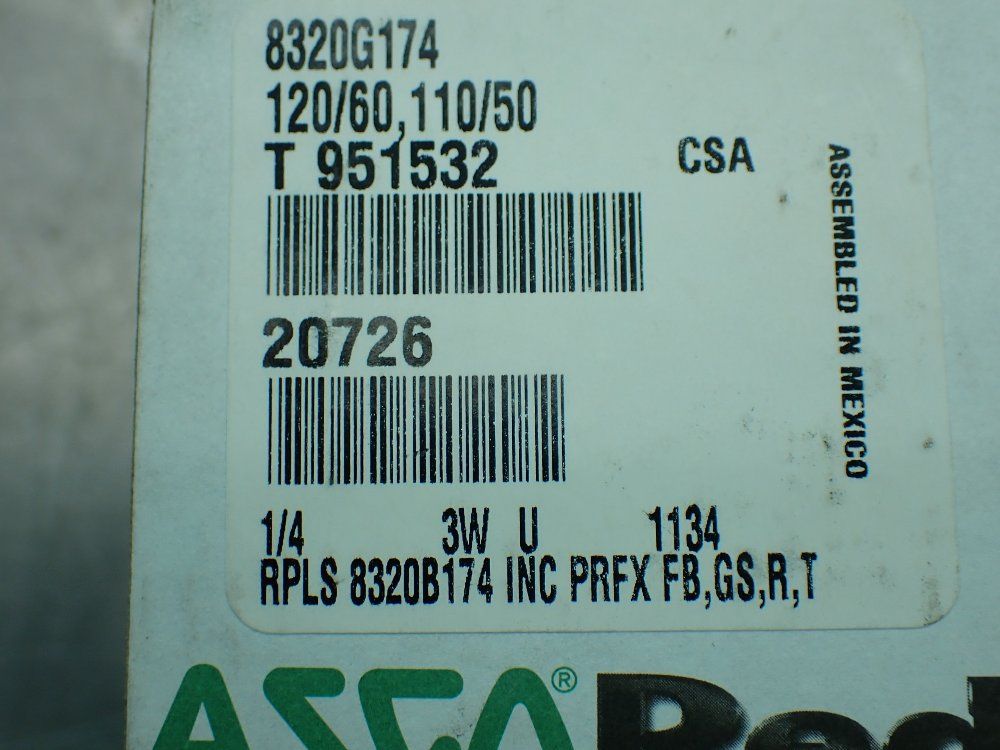 8320G174
120/60,110/50
T 951532
CSA
ASSEMBLED IN MEXICO
20726
1/4 3W U 1134
RPLS 8320B174 INC PRFX FB,GS,R,T
ASCA®